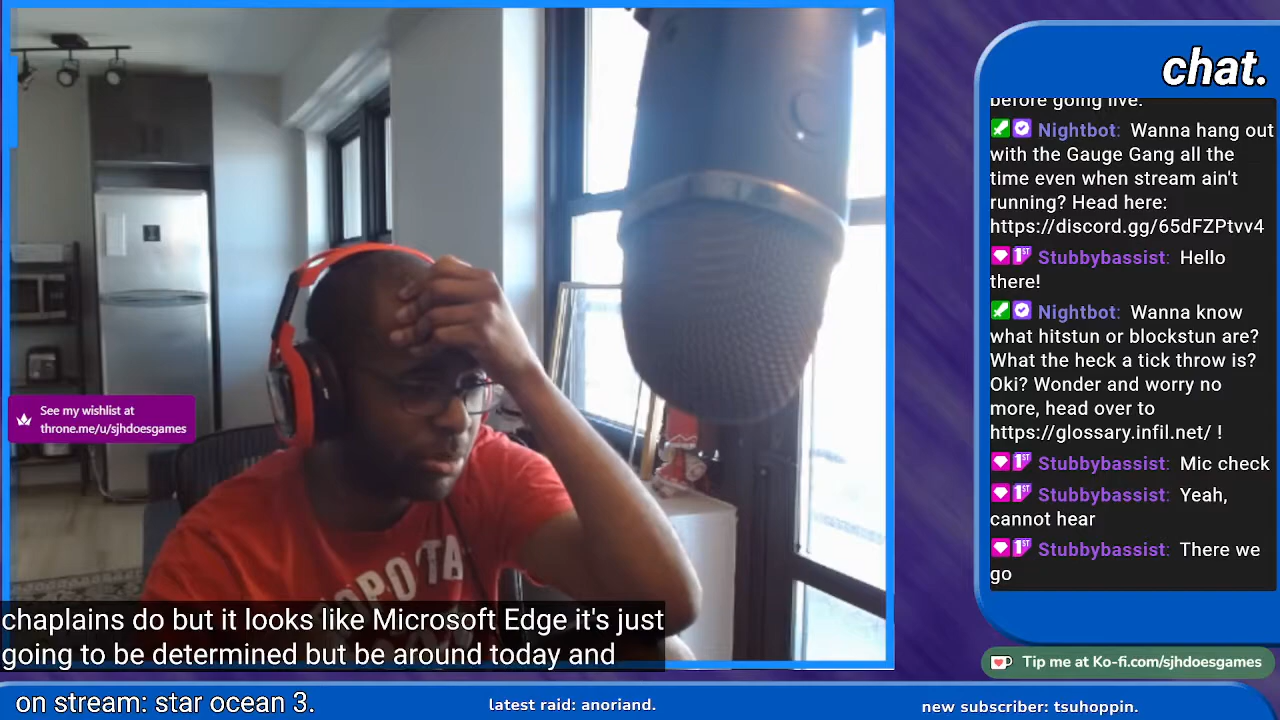 chat.
before going live.
Nightbot: Wanna hang out
with the Gauge Gang all the
time even when stream ain't
running? Head here:
https://discord.gg/65dFZPtvv4
Stubbybassist: Hello
there!
Nightbot: Wanna know
what hitstun or blockstun are?
What the heck a tick throw is?
Oki? Wonder and worry no
more, head over to
https://glossary.infil.net/ !
Stubbybassist: Mic check
Stubbybassist: Yeah,
cannot hear
Stubbybassist: There we
go
See my wishlist at
throne.me/u/sjhdoesgames
chaplains do but it looks like Microsoft Edge it's just
going to be determined but be around today and
Tip me at Ko-fi.com/sjhdoesgames
on stream: star ocean 3.
latest raid: anoriand.
new subscriber: tsuhoppin.